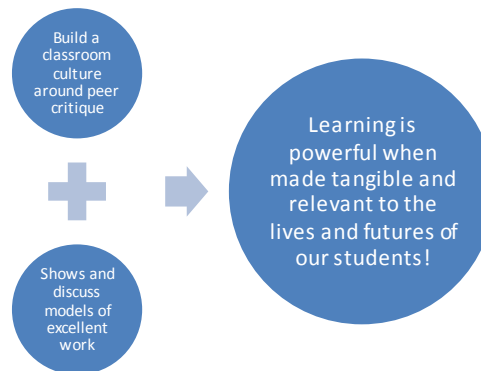 Build a
classroom
culture
around peer
critique
Shows and
discuss
models of
excellent
work
Learning is
powerful when
made tangible and
relevant to the
lives and futures of
our students!